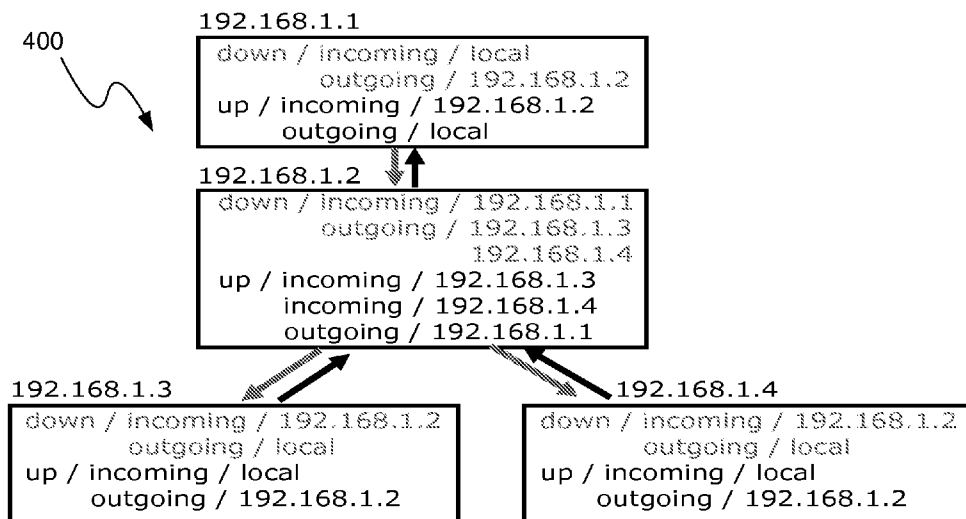 400
192.168.1.1
down / incoming / local
outgoing / 192.168.1.2
up / incoming / 192.168.1.2
outgoing / local
192.168.1.2
down / incoming / 192.168.1.1
outgoing / 192.168.1.3
192.168.1.4
up / incoming / 192.168.1.3
incoming / 192.168.1.4
outgoing / 192.168.1.1
192.168.1.3
down / incoming / 192.168.1.2
outgoing / local
up / incoming / local
outgoing / 192.168.1.2
192.168.1.4
down / incoming / 192.168.1.2
outgoing / local
up / incoming / local
outgoing / 192.168.1.2